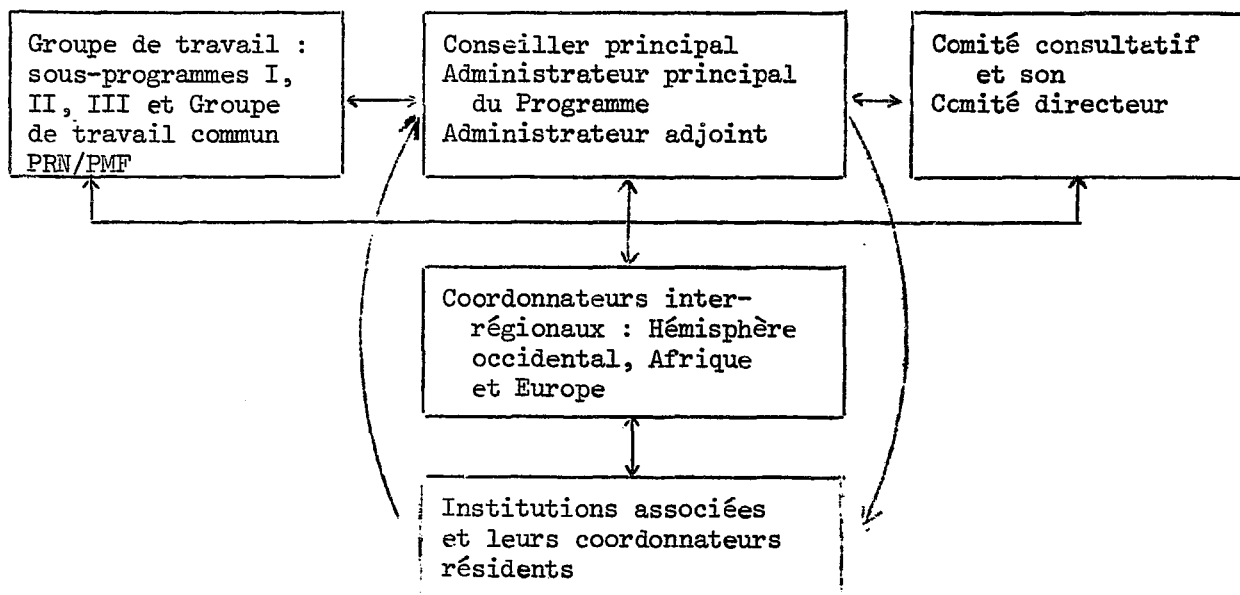 Groupe de travail :
sous-programmes I,
II, III et Groupe
de travail commun
PRN/PMF
Conseiller principal
Administrateur principal
du Programme
Administrateur adjoint
Comité consultatif
et son
Comité directeur
Coordonnateurs inter-
régionaux : Hémisphère
occidental, Afrique
et Europe
Institutions associées
et leurs coordonnateurs
résidents